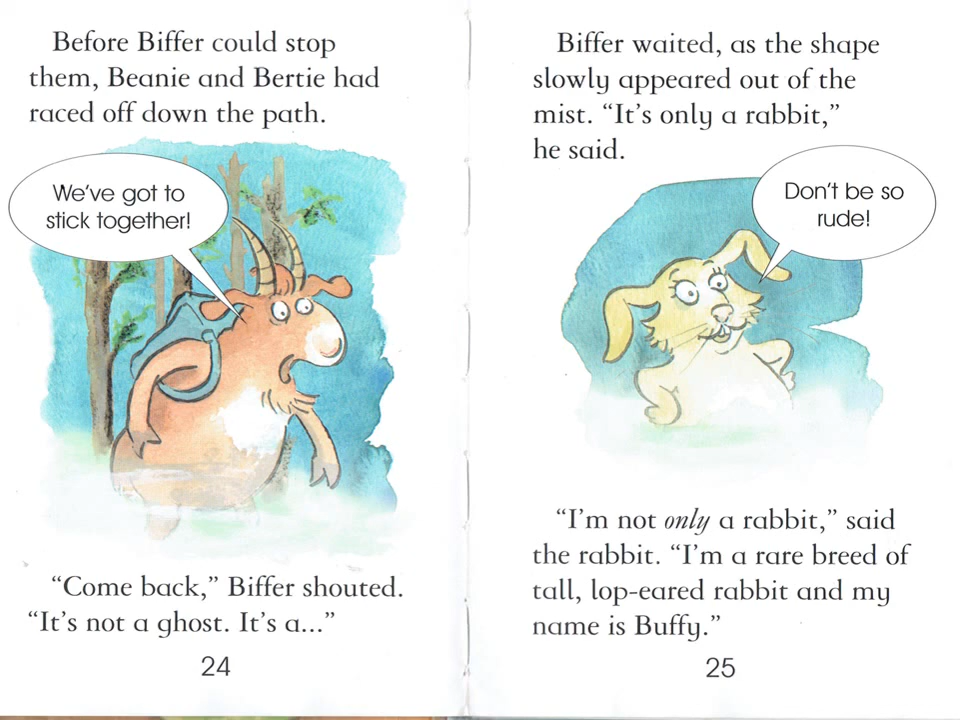 Before Biffer could stop
them, Beanie and Bertie had
raced off down the path.
We've got to
stick together!
“Come back,” Biffer shouted.
“It's not a ghost. It's a...”
24
Biffer waited, as the shape
slowly appeared out of the
mist. “It's only a rabbit,”
he said.
Don't be so
rude!
“I'm not only a rabbit,” said
the rabbit. “I'm a rare breed of
tall, lop-eared rabbit and my
name is Buffy.”
25